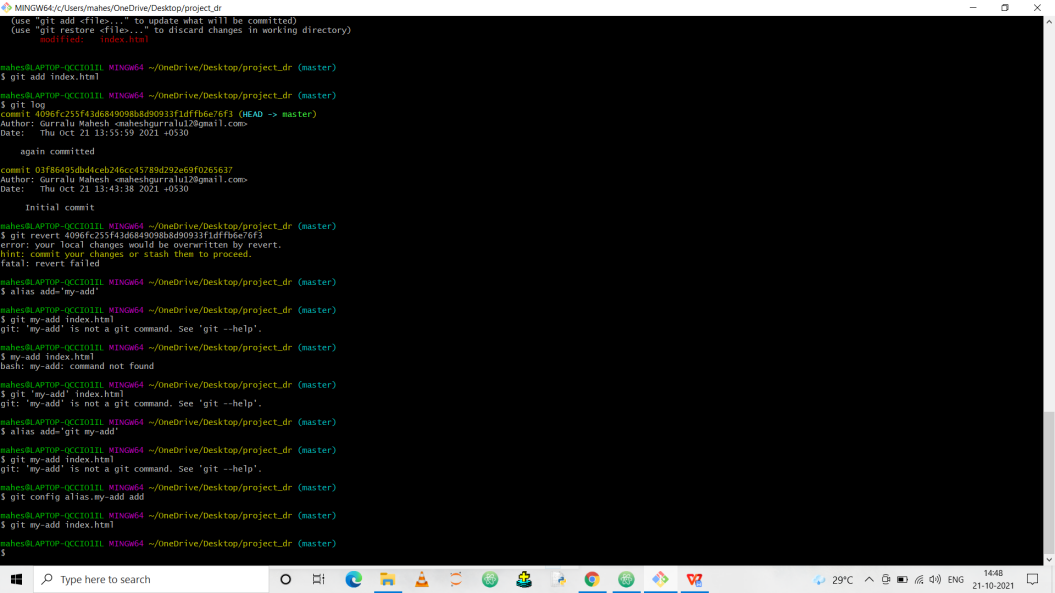 MINGW64:/c/Users/mahes/OneDrive/Desktop/project_dr
(use "git add <file>..." to update what will be committed)
(use "git restore <file>..." to discard changes in working directory)
modified:   index.html
mahes@LAPTOP-QCCIO1IL MINGW64 ~/OneDrive/Desktop/project_dr (master)
$ git add index.html
mahes@LAPTOP-QCCIO1IL MINGW64 ~/OneDrive/Desktop/project_dr (master)
$ git log
commit 4096fc255f43d6849098b8d90933f1dffb6e76f3 (HEAD -> master)
Author: Gurralu Mahesh <maheshgurralu12@gmail.com>
Date:   Thu Oct 21 13:55:59 2021 +0530
again committed
commit 03f86495dbd4ceb246cc45789d292e69f0265637
Author: Gurralu Mahesh <maheshgurralu12@gmail.com>
Date:   Thu Oct 21 13:43:38 2021 +0530
Initial commit
mahes@LAPTOP-QCCIO1IL MINGW64 ~/OneDrive/Desktop/project_dr (master)
$ git revert 4096fc255f43d6849098b8d90933f1dffb6e76f3
error: your local changes would be overwritten by revert.
hint: commit your changes or stash them to proceed.
fatal: revert failed
mahes@LAPTOP-QCCIO1IL MINGW64 ~/OneDrive/Desktop/project_dr (master)
$ alias add='my-add'
mahes@LAPTOP-QCCIO1IL MINGW64 ~/OneDrive/Desktop/project_dr (master)
$ git my-add index.html
git: 'my-add' is not a git command. See 'git --help'.
mahes@LAPTOP-QCCIO1IL MINGW64 ~/OneDrive/Desktop/project_dr (master)
$ my-add index.html
bash: my-add: command not found
mahes@LAPTOP-QCCIO1IL MINGW64 ~/OneDrive/Desktop/project_dr (master)
$ git 'my-add' index.html
git: 'my-add' is not a git command. See 'git --help'.
mahes@LAPTOP-QCCIO1IL MINGW64 ~/OneDrive/Desktop/project_dr (master)
$ alias add='git my-add'
mahes@LAPTOP-QCCIO1IL MINGW64 ~/OneDrive/Desktop/project_dr (master)
$ git my-add index.html
git: 'my-add' is not a git command. See 'git --help'.
mahes@LAPTOP-QCCIO1IL MINGW64 ~/OneDrive/Desktop/project_dr (master)
$ git config alias.my-add add
mahes@LAPTOP-QCCIO1IL MINGW64 ~/OneDrive/Desktop/project_dr (master)
$ git my-add index.html
mahes@LAPTOP-QCCIO1IL MINGW64 ~/OneDrive/Desktop/project_dr (master)
$
Type here to search
29°C
ENG
14:48
21-10-2021